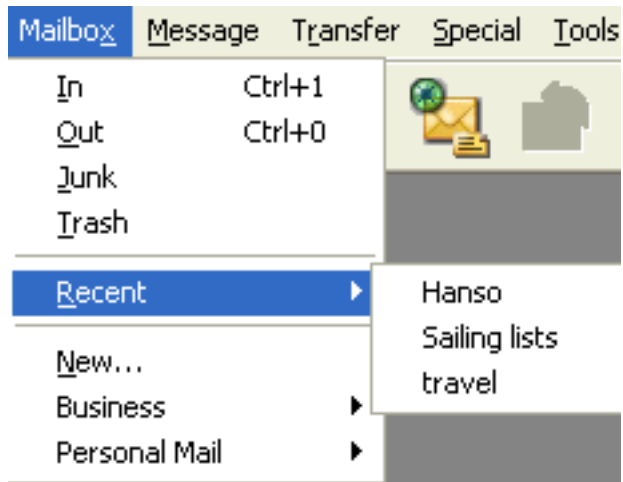 Mailbox Message Transfer Special Tools
In Ctrl+1
Out Ctrl+0
Junk
Trash
Recent
Hanso
Sailing lists
travel
New...
Business
Personal Mail